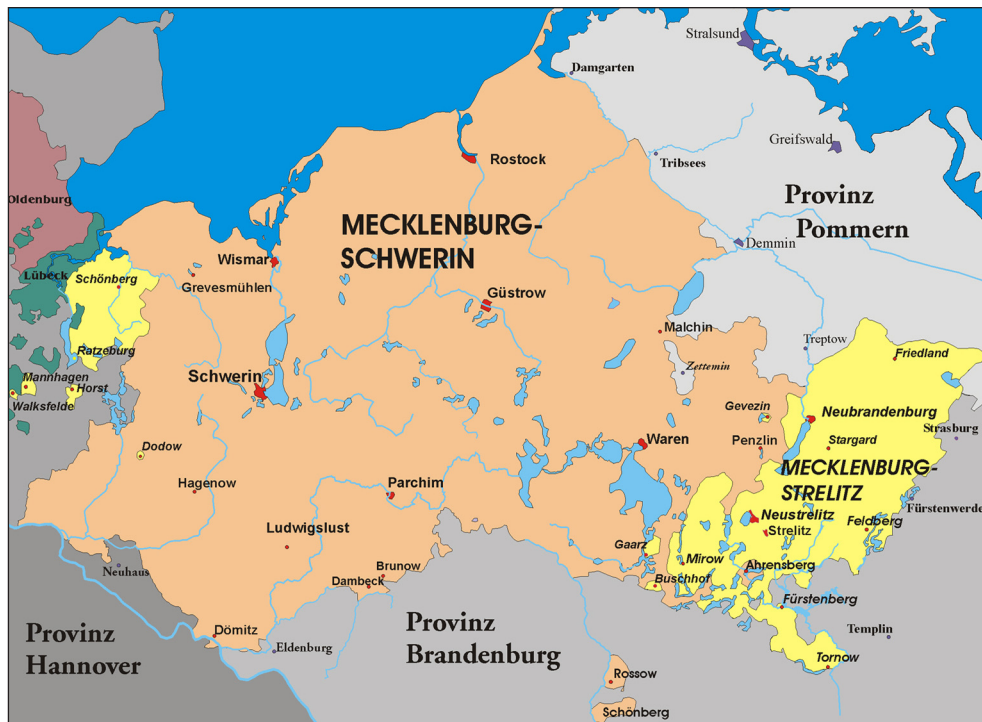 Stralsund
Damgarten
Greifswald
Rostock
Tribsees
Oldenburg
Provinz
Pommern
MECKLENBURG-
SCHWERIN
Demmin
Wismar
Lübeck
Schönberg
Grevesmühlen
Güstrow
Malchin
Treptow
Ratzeburg
Friedland
Zettemin
Mannhagen
Horst
Schwerin
Walksfelde
Gevezin
Neubrandenburg
Strasburg
Waren
Penzlin
Stargard
Dodow
MECKLENBURG-
STRELITZ
Hagenow
Parchim
Fürstenwerde
Neustrelitz
Feldberg
Ludwigslust
Strelitz
Gaarz
Mirow
Ahrensberg
Neuhaus
Brunow
Dambeck
Buschhof
Fürstenberg
Provinz
Hannover
Dömitz
Provinz
Brandenburg
Templin
Eldenburg
Tornow
Rossow
Schönberg